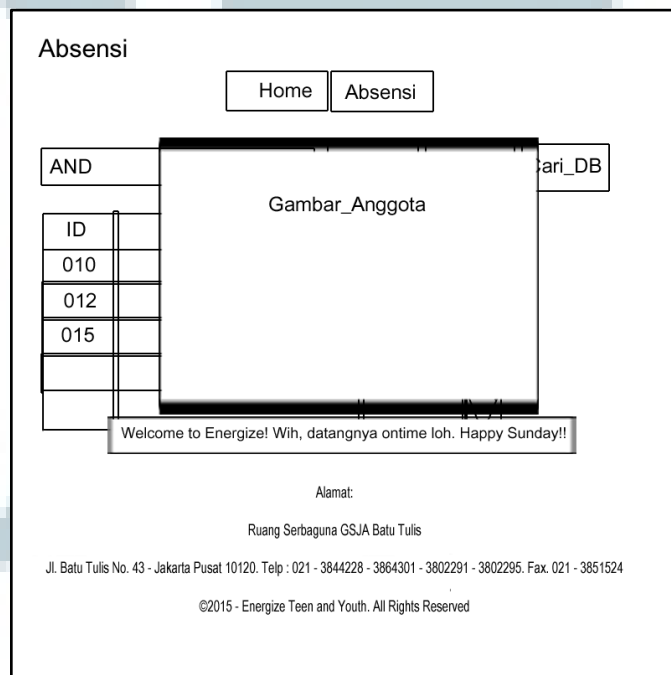 Absensi
Home Absensi
AND Cari_DB
Gambar_Anggota
ID
010
012
015
Welcome to Energize! Wih, datangnya ontime loh. Happy Sunday!!
Alamat:
Ruang Serbaguna GSJA Batu Tulis
Jl. Batu Tulis No. 43 - Jakarta Pusat 10120. Telp : 021 - 3844228 - 3864301 - 3802291 - 3802295. Fax. 021 - 3851524
©2015 - Energize Teen and Youth. All Rights Reserved